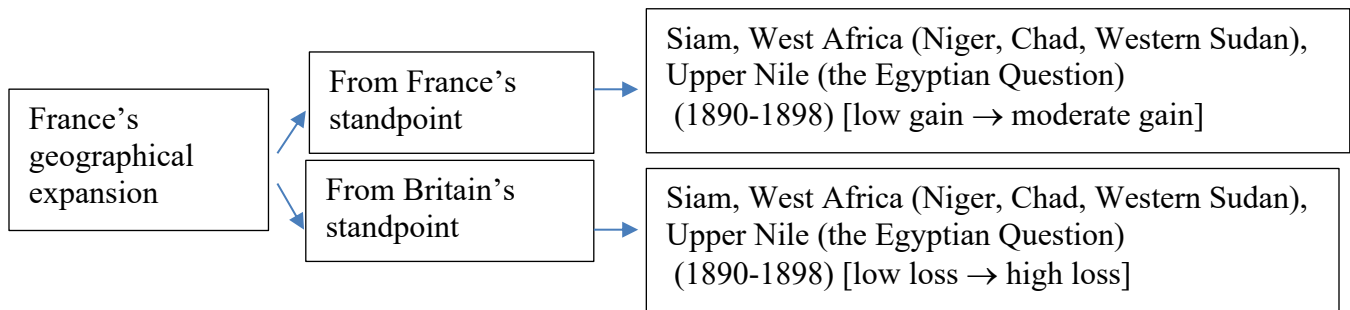 France’s
geographical
expansion
From France’s
standpoint
Siam, West Africa (Niger, Chad, Western Sudan),
Upper Nile (the Egyptian Question)
(1890-1898) [low gain → moderate gain]
From Britain’s
standpoint
Siam, West Africa (Niger, Chad, Western Sudan),
Upper Nile (the Egyptian Question)
(1890-1898) [low loss → high loss]